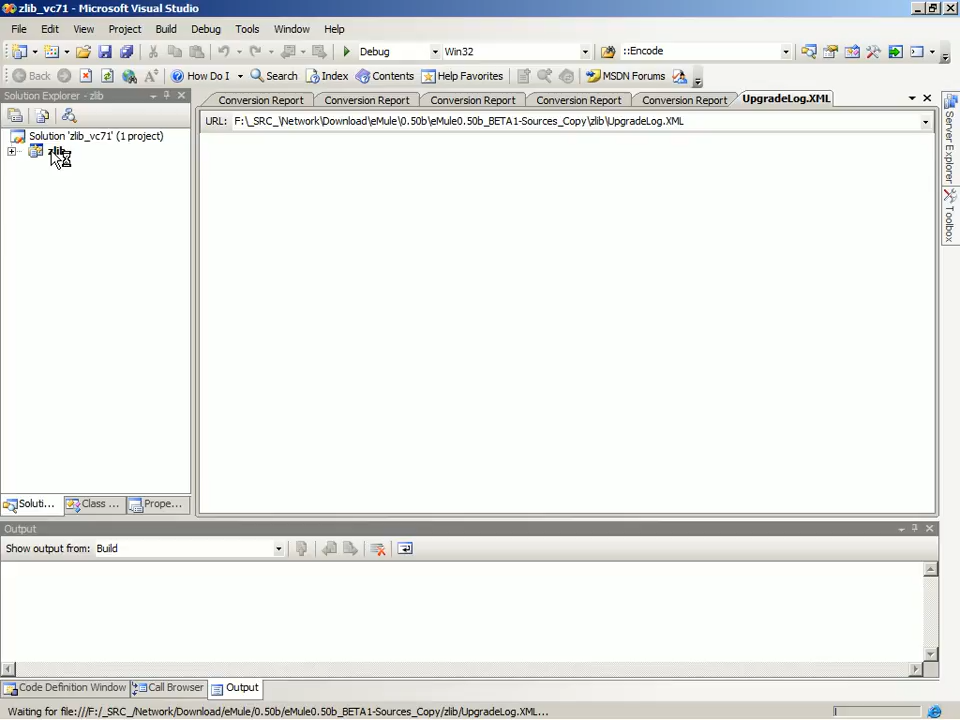 zlib_vc71 - Microsoft Visual Studio
File Edit View Project Build Debug Tools Window Help
Debug Win32 ::Encode
Back How Do I Search Index Contents Help Favorites MSDN Forums
Solution Explorer - zlib
Conversion Report Conversion Report Conversion Report Conversion Report Conversion Report UpgradeLog.XML
URL: F:\_SRC_\Network\Download\eMule\0.50b\eMule0.50b_BETA1-Sources_Copy\zlib\UpgradeLog.XML
Solution 'zlib_vc71' (1 project)
zlib
Server Explorer
Toolbox
Soluti... Class ... Prope...
Output
Show output from: Build
Code Definition Window Call Browser Output
Waiting for file:///F:/_SRC_/Network/Download/eMule/0.50b/eMule0.50b_BETA1-Sources_Copy/zlib/UpgradeLog.XML...